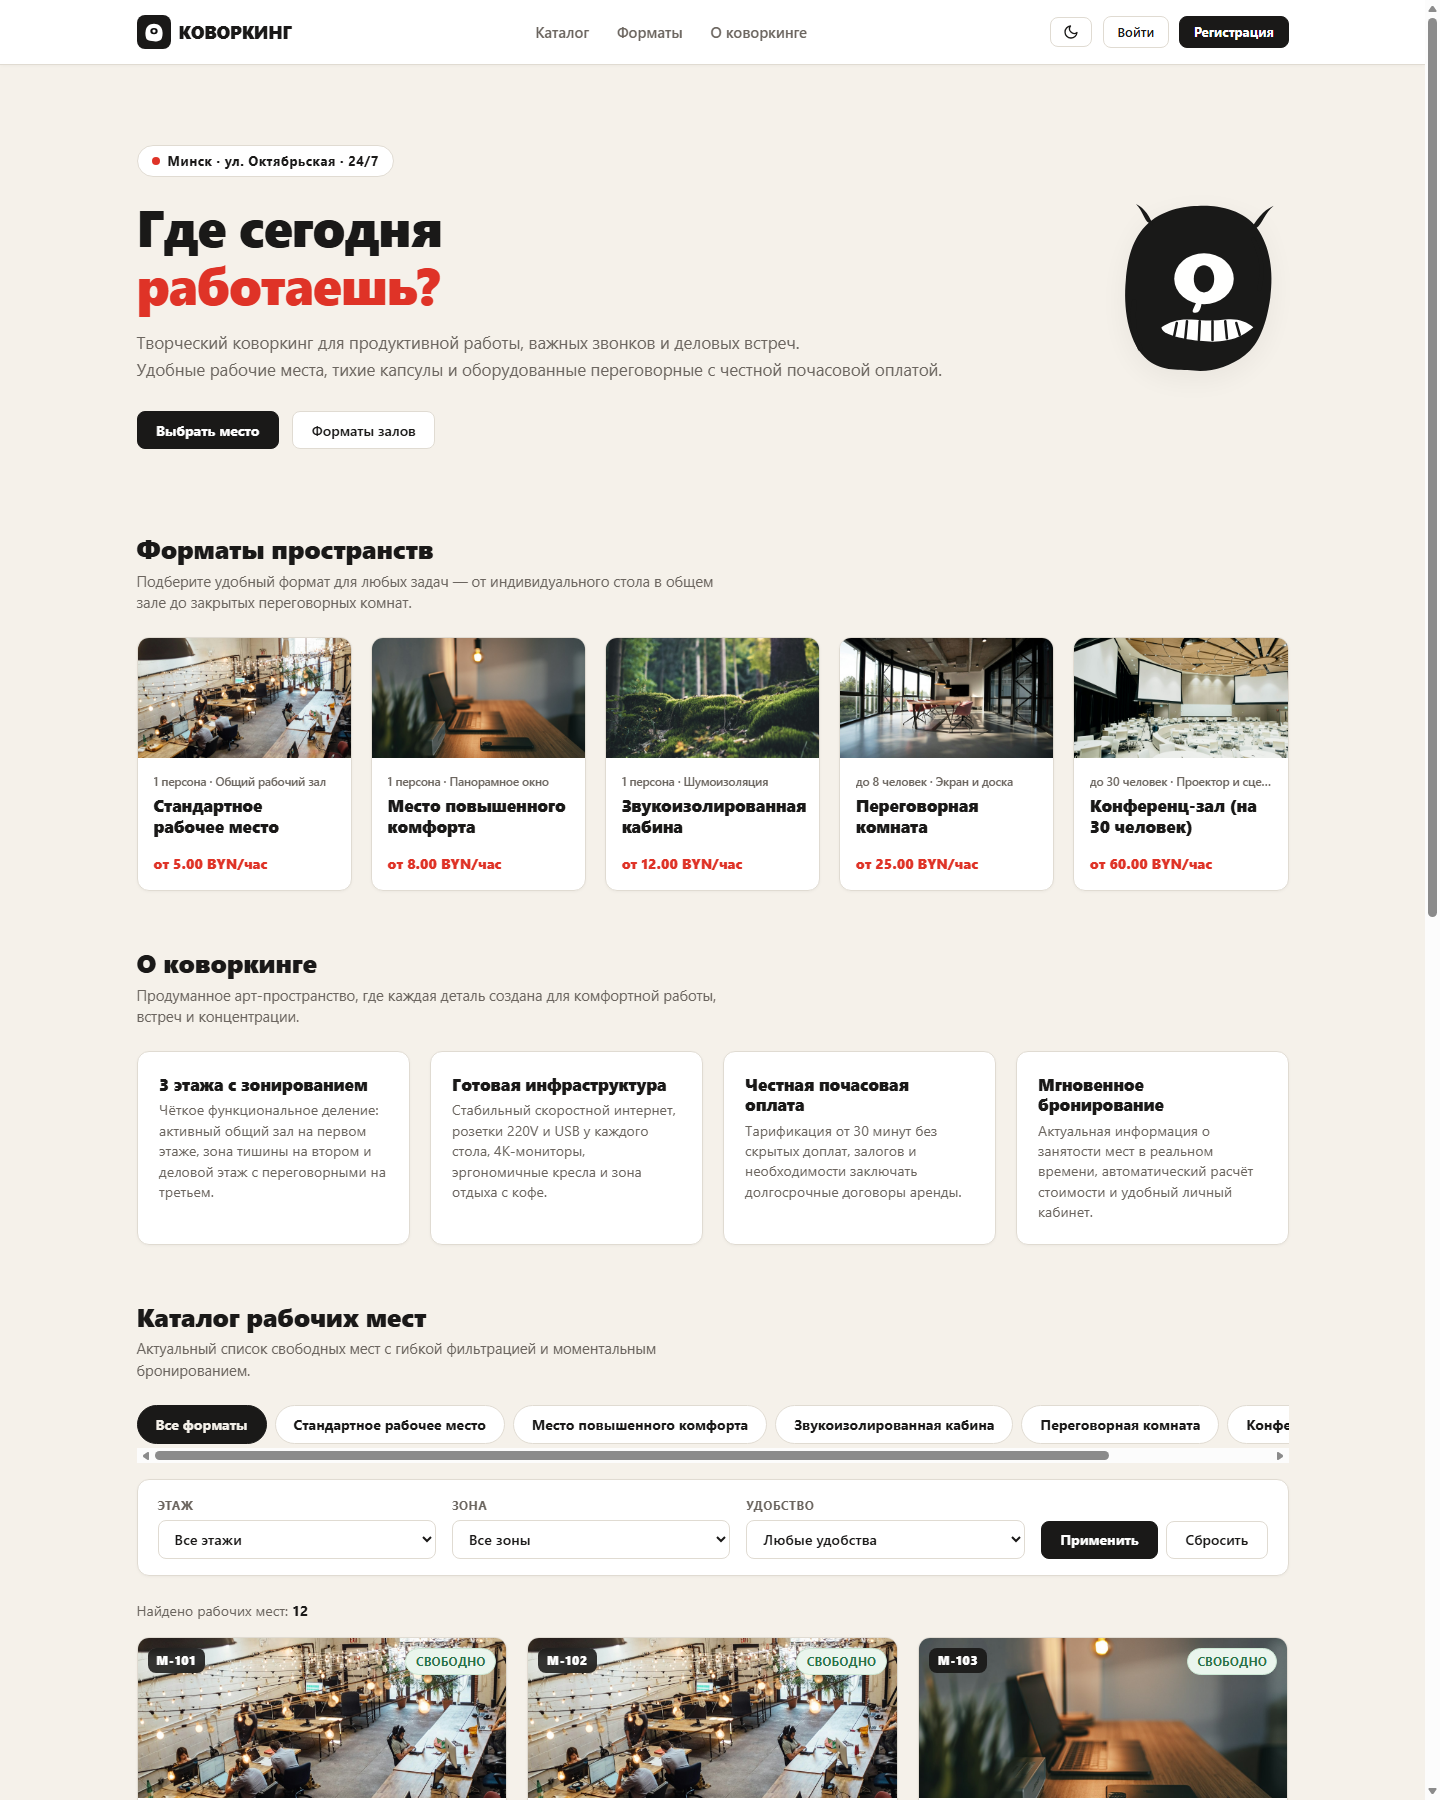 КОВОРКИНГ
Каталог
Форматы
О коворкинге
Войти
Регистрация
Минск · ул. Октябрьская · 24/7
Где сегодня
работаешь?
Творческий коворкинг для продуктивной работы, важных звонков и деловых встреч.
Удобные рабочие места, тихие капсулы и оборудованные переговорные с честной почасовой оплатой.
Выбрать место
Форматы залов
Форматы пространств
Подберите удобный формат для любых задач — от индивидуального стола в общем
зале до закрытых переговорных комнат.
1 персона · Общий рабочий зал
Стандартное
рабочее место
от 5.00 BYN/час
1 персона · Панорамное окно
Место повышенного
комфорта
от 8.00 BYN/час
1 персона · Шумоизоляция
Звукоизолированная
кабина
от 12.00 BYN/час
до 8 человек · Экран и доска
Переговорная
комната
от 25.00 BYN/час
до 30 человек · Проектор и сце...
Конференц-зал (на
30 человек)
от 60.00 BYN/час
О коворкинге
Продуманное арт-пространство, где каждая деталь создана для комфортной работы,
встреч и концентрации.
3 этажа с зонированием
Чёткое функциональное деление:
активный общий зал на первом
этаже, зона тишины на втором и
деловой этаж с переговорными на
третьем.
Готовая инфраструктура
Стабильный скоростной интернет,
розетки 220V и USB у каждого
стола, 4K-мониторы,
эргономичные кресла и зона
отдыха с кофе.
Честная почасовая
оплата
Тарификация от 30 минут без
скрытых доплат, залогов и
необходимости заключать
долгосрочные договоры аренды.
Мгновенное
бронирование
Актуальная информация о
занятости мест в реальном
времени, автоматический расчёт
стоимости и удобный личный
кабинет.
Каталог рабочих мест
Актуальный список свободных мест с гибкой фильтрацией и моментальным
бронированием.
Все форматы
Стандартное рабочее место
Место повышенного комфорта
Звукоизолированная кабина
Переговорная комната
Конфе
ЭТАЖ
Все этажи
ЗОНА
Все зоны
УДОБСТВО
Любые удобства
Применить
Сбросить
Найдено рабочих мест: 12
M-101
СВОБОДНО
M-102
СВОБОДНО
M-103
СВОБОДНО